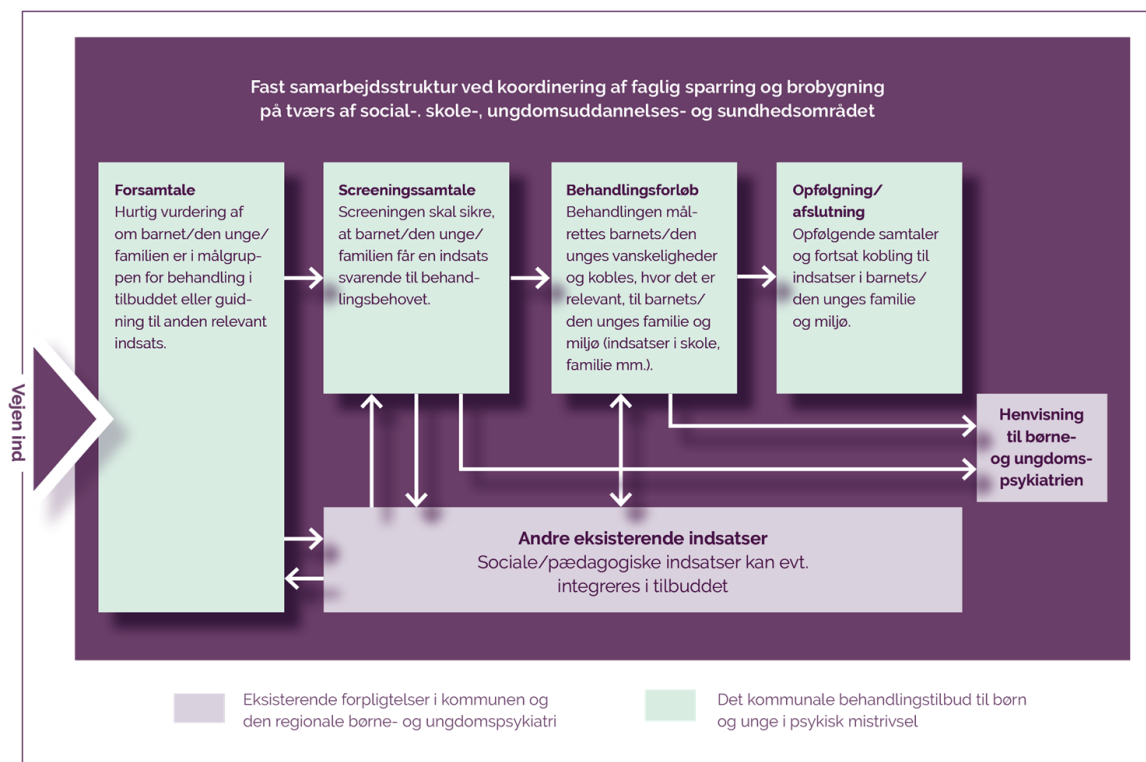 Fast samarbejdsstruktur ved koordinering af faglig sparring og brobygning
på tværs af social-. skole-, ungdomsuddannelses- og sundhedsområdet
Vejen ind
Forsamtale
Hurtig vurdering af
om barnet/den unge/
familien er i målgrup-
pen for behandling i
tilbuddet eller guid-
ning til anden relevant
indsats.
Screeningssamtale
Screeningen skal sikre,
at barnet/den unge/
familien får en indsats
svarende til behand-
lingsbehovet.
Behandlingsforløb
Behandlingen mål-
rettes barnets/den
unges vanskeligheder
og kobles, hvor det er
relevant, til barnets/
den unges familie og
miljø (indsatser i skole,
familie mm.).
Opfølgning/
afslutning
Opfølgende samtaler
og fortsat kobling til
indsatser i barnets/
den unges familie
og miljø.
Henvisning
til børne-
og ungdoms-
psykiatrien
Andre eksisterende indsatser
Sociale/pædagogiske indsatser kan evt.
integreres i tilbuddet
Eksisterende forpligtelser i kommunen og
den regionale børne- og ungdomspsykiatri
Det kommunale behandlingstilbud til børn
og unge i psykisk mistrivsel